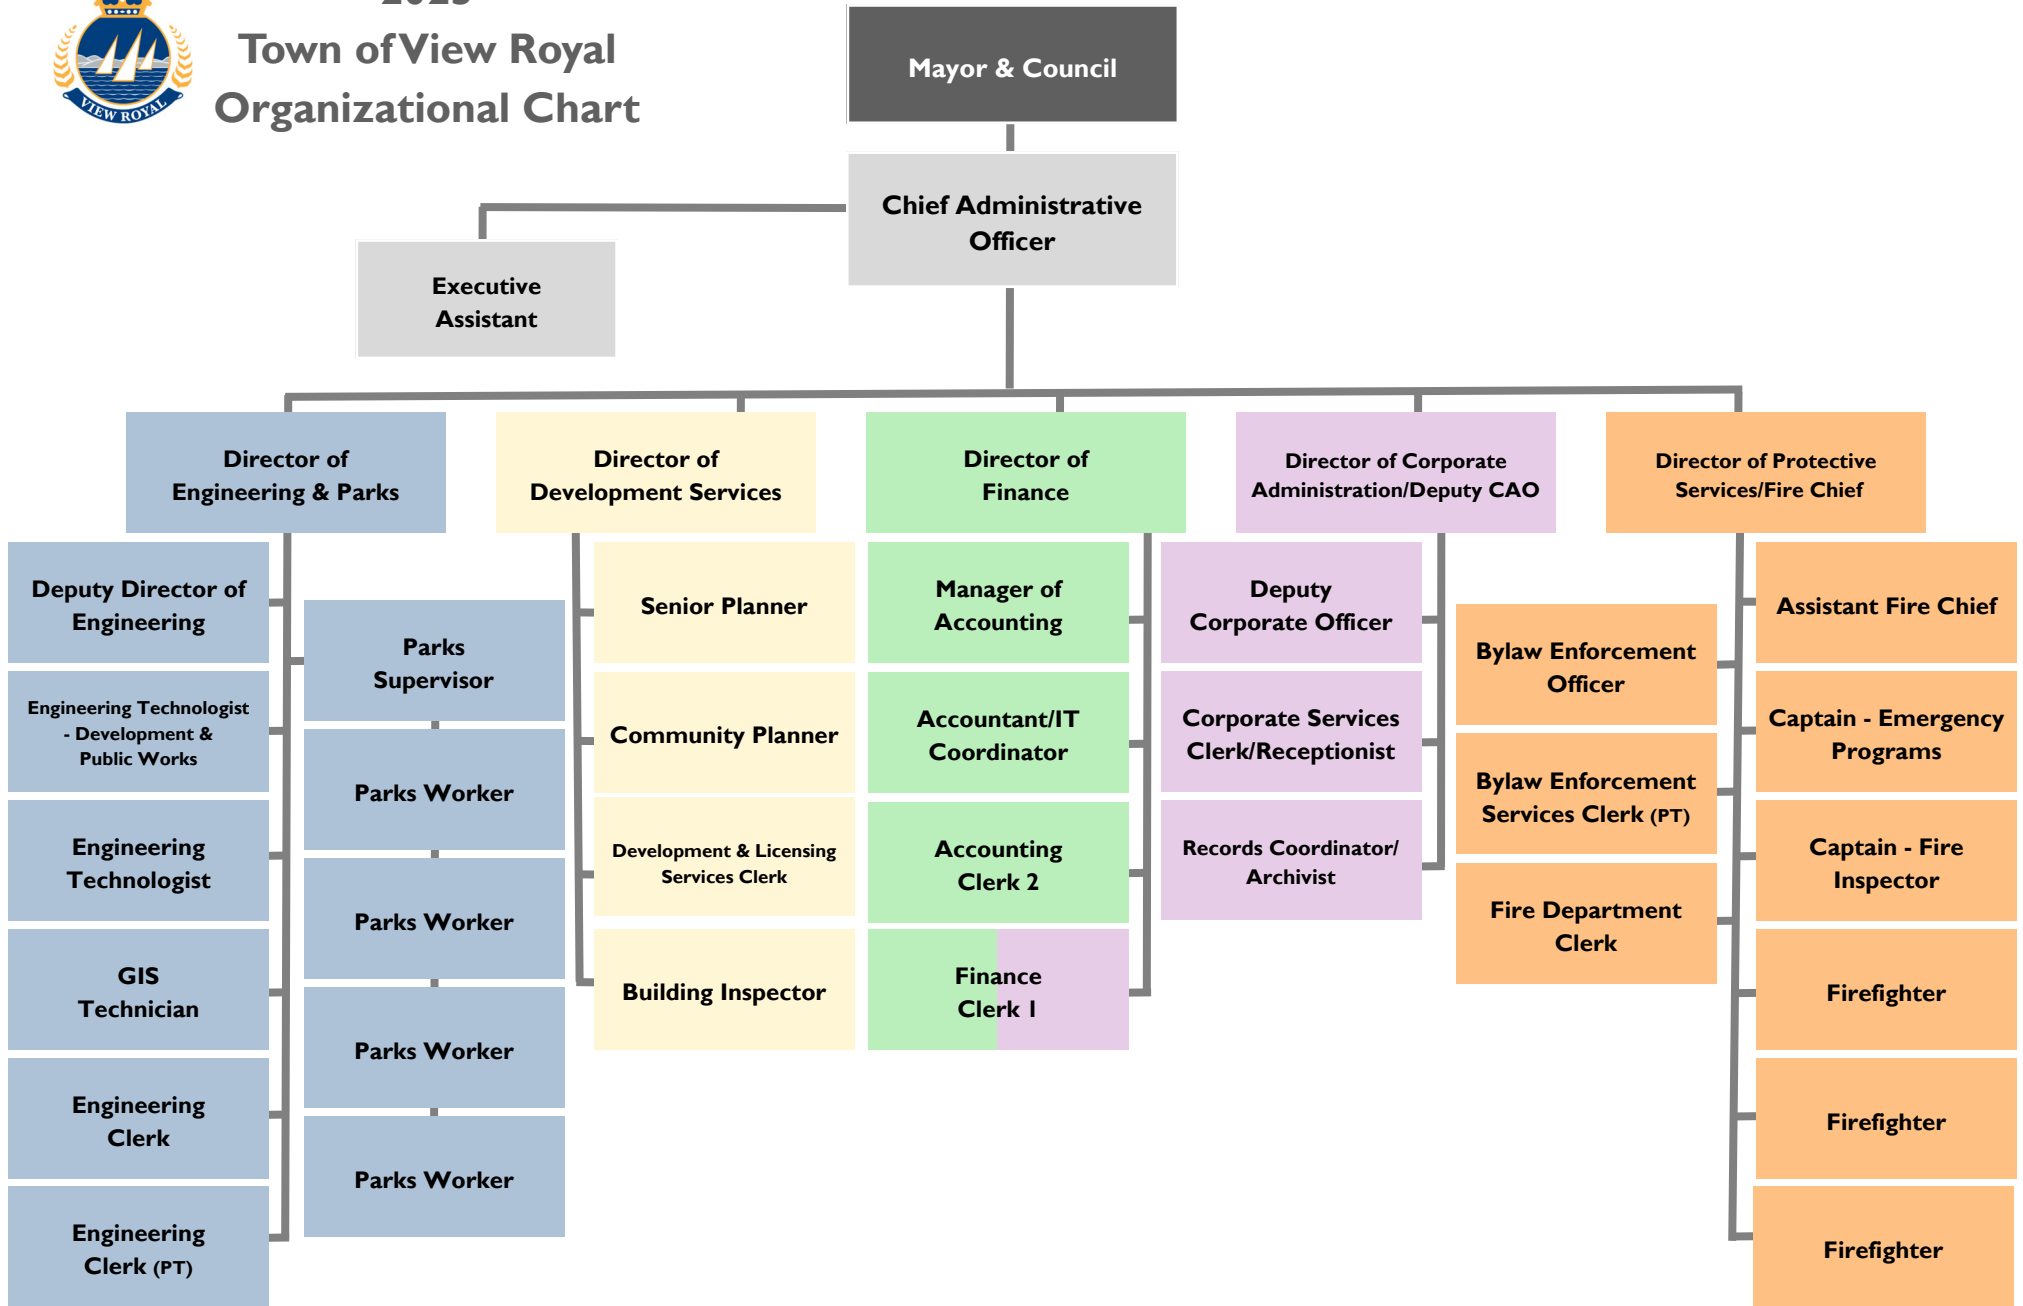 Town of View Royal
Organizational Chart
VIEW ROYAL
Mayor & Council
Chief Administrative
Officer
Executive
Assistant
Director of
Engineering & Parks
Director of
Development Services
Director of
Finance
Director of Corporate
Administration/Deputy CAO
Director of Protective
Services/Fire Chief
Deputy Director of
Engineering
Engineering Technologist
- Development &
Public Works
Engineering
Technologist
GIS
Technician
Engineering
Clerk
Engineering
Clerk (PT)
Parks
Supervisor
Parks Worker
Parks Worker
Parks Worker
Parks Worker
Senior Planner
Community Planner
Development & Licensing
Services Clerk
Building Inspector
Manager of
Accounting
Accountant/IT
Coordinator
Accounting
Clerk 2
Finance
Clerk 1
Deputy
Corporate Officer
Corporate Services
Clerk/Receptionist
Records Coordinator/
Archivist
Bylaw Enforcement
Officer
Bylaw Enforcement
Services Clerk (PT)
Fire Department
Clerk
Assistant Fire Chief
Captain - Emergency
Programs
Captain - Fire
Inspector
Firefighter
Firefighter
Firefighter